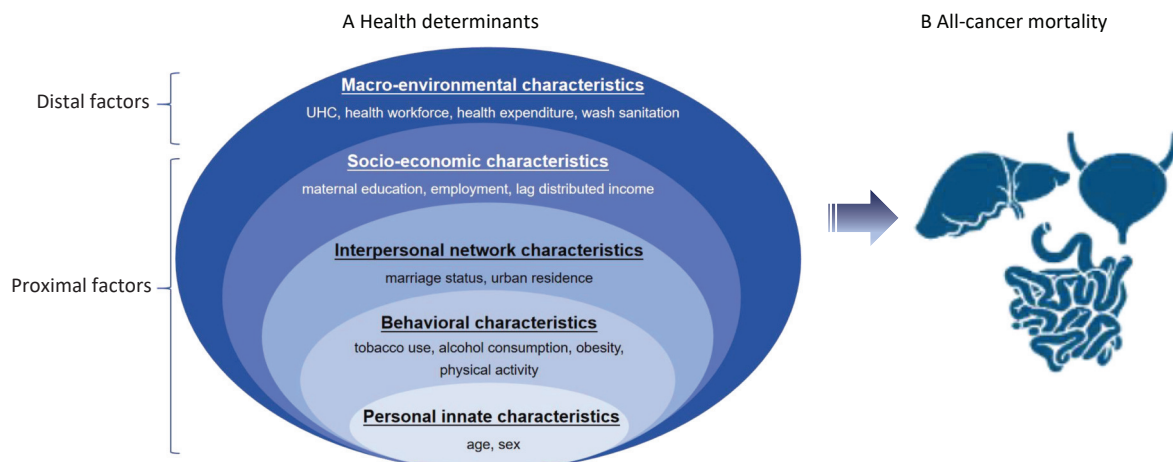 A Health determinants
B All-cancer mortality
Distal factors
Macro-environmental characteristics
UHC, health workforce, health expenditure, wash sanitation
Socio-economic characteristics
maternal education, employment, lag distributed income
Proximal factors
Interpersonal network characteristics
marriage status, urban residence
Behavioral characteristics
tobacco use, alcohol consumption, obesity,
physical activity
Personal innate characteristics
age, sex